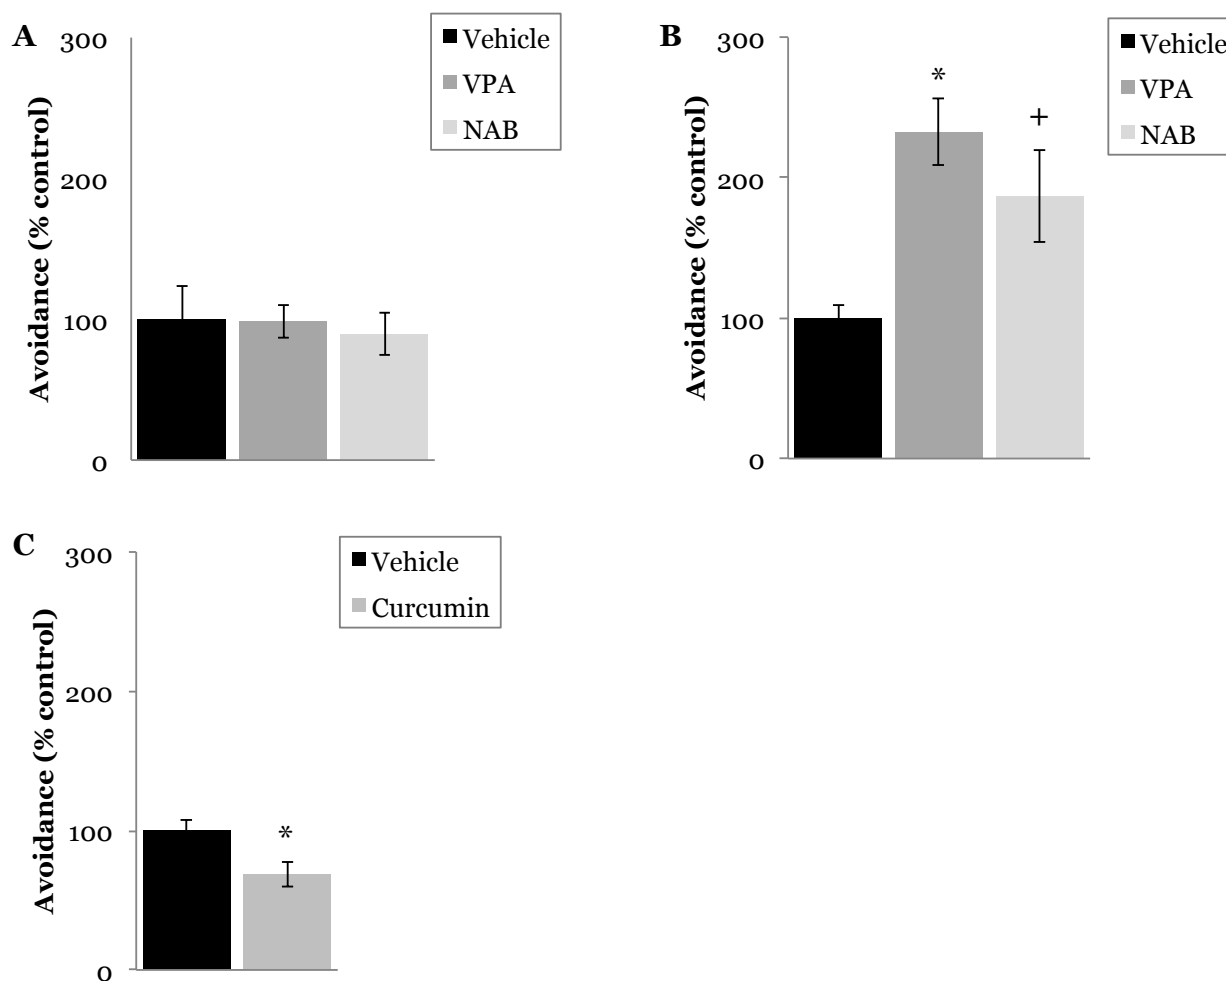 A
300
200
100
0
Avoidance (% control)
Vehicle
VPA
NAB
B
300
200
100
0
Avoidance (% control)
*
+
Vehicle
VPA
NAB
C
300
200
100
0
Avoidance (% control)
*
Vehicle
Curcumin